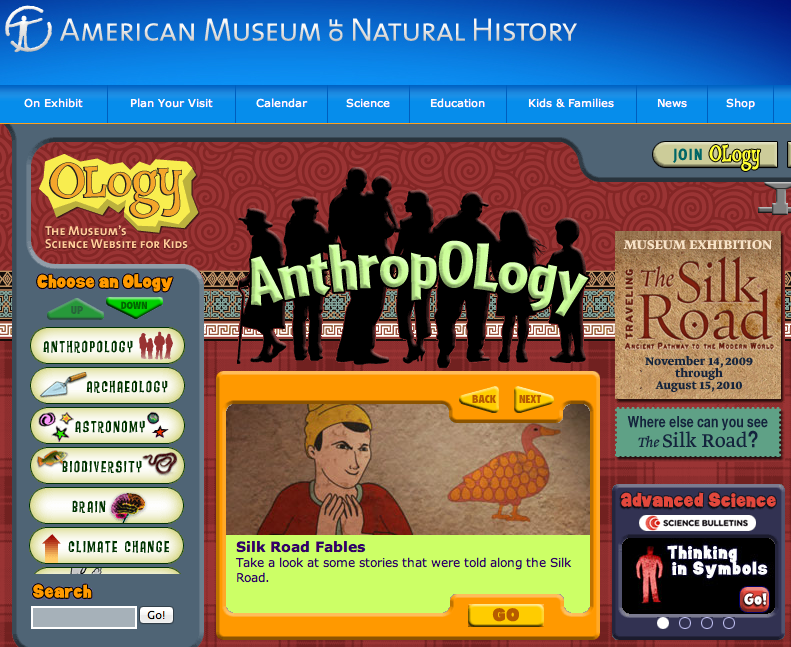 AMERICAN MUSEUM OF NATURAL HISTORY
On Exhibit
Plan Your Visit
Calendar
Science
Education
Kids & Families
News
Shop
JOIN OLogy
OLogy
THE MUSEUM'S
SCIENCE WEBSITE FOR KIDS
Choose an OLogy
UP
DOWN
ANTHROPOLOGY
ARCHAEOLOGY
ASTRONOMY
BIODIVERSITY
BRAIN
CLIMATE CHANGE
Search
Go!
AnthropOLogy
BACK
NEXT
Silk Road Fables
Take a look at some stories that were told along the Silk
Road.
GO
MUSEUM EXHIBITION
TRAVELING
The Silk
Road
ANCIENT PATHWAY TO THE MODERN WORLD
November 14, 2009
through
August 15, 2010
Where else can you see
The Silk Road?
Advanced Science
SCIENCE BULLETINS
Thinking
in Symbols
Go!